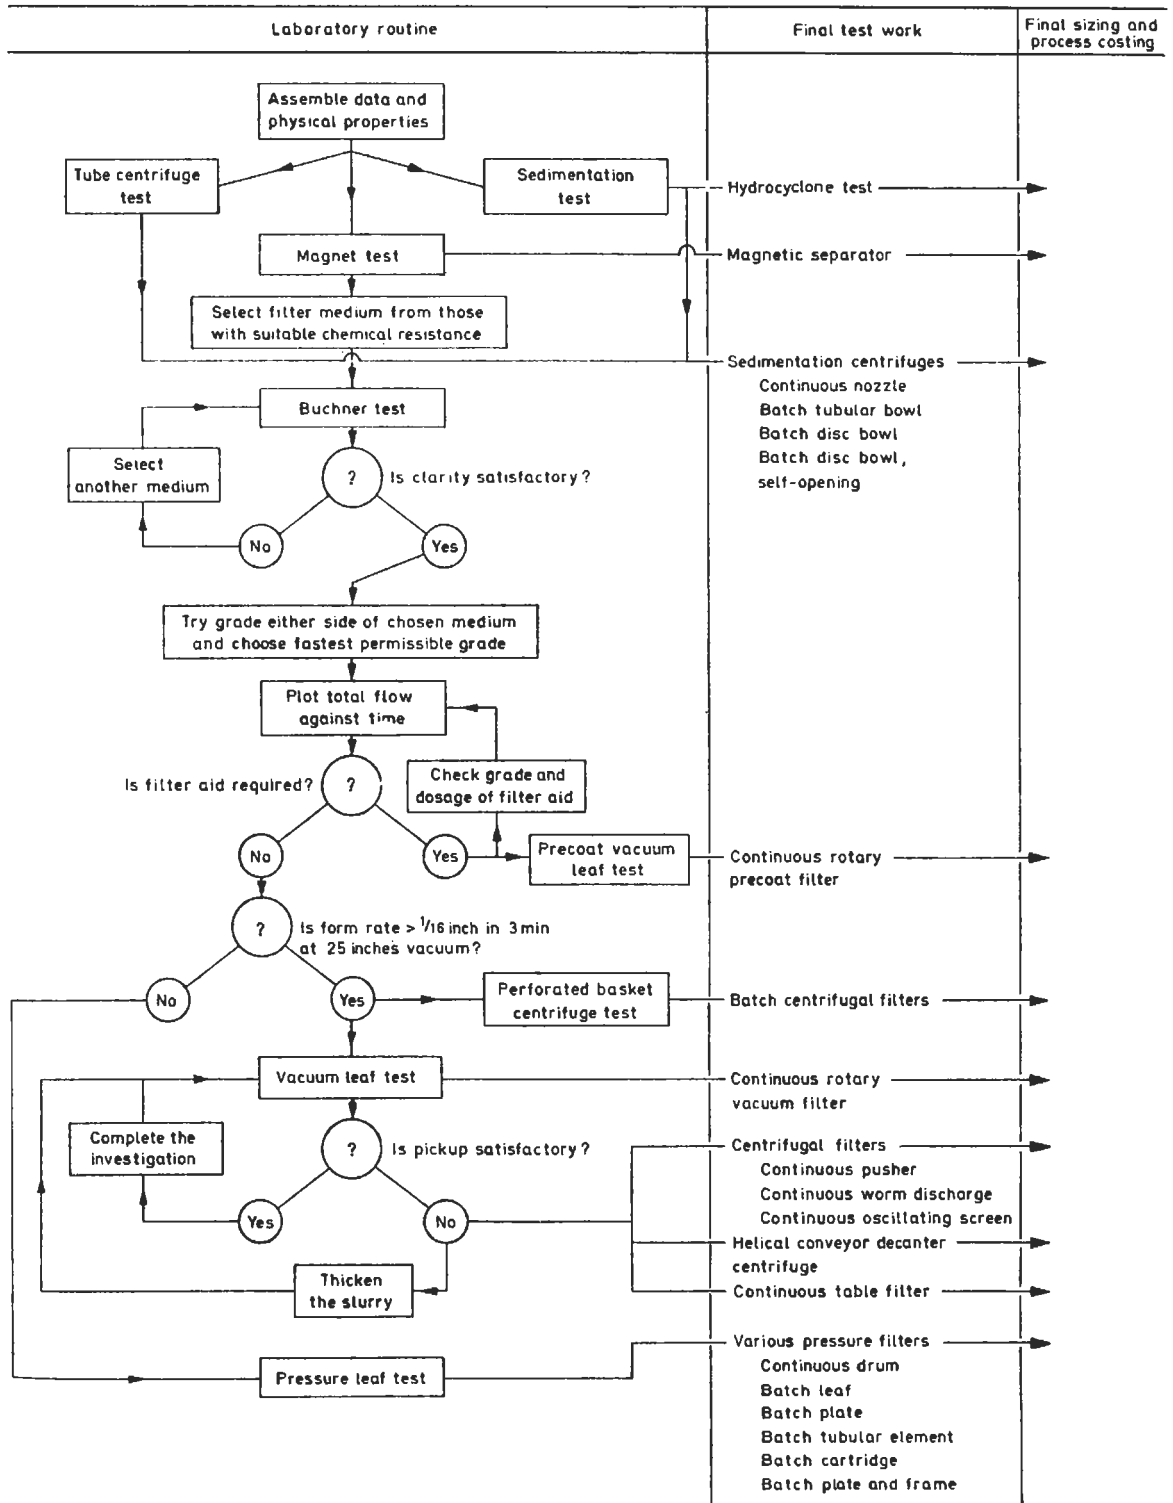 Laboratory routine
Final test work
Final sizing and
process costing
Assemble data and
physical properties
Tube centrifuge
test
Sedimentation
test
Hydrocyclone test
Magnet test
Magnetic separator
Select filter medium from those
with suitable chemical resistance
Sedimentation centrifuges
Continuous nozzle
Batch tubular bowl
Batch disc bowl
Batch disc bowl,
self-opening
Buchner test
Select
another medium
?
Is clarity satisfactory?
No
Yes
Try grade either side of chosen medium
and choose fastest permissible grade
Plot total flow
against time
Is filter aid required?
?
Check grade and
dosage of filter aid
No
Yes
Precoat vacuum
leaf test
Continuous rotary
precoat filter
?
Is form rate > 1/16 inch in 3 min
at 25 inches vacuum?
No
Yes
Perforated basket
centrifuge test
Batch centrifugal filters
Vacuum leaf test
Continuous rotary
vacuum filter
Complete the
investigation
?
Is pickup satisfactory?
Centrifugal filters
Continuous pusher
Continuous worm discharge
Continuous oscillating screen
Yes
No
Helical conveyor decanter
centrifuge
Thicken
the slurry
Continuous table filter
Various pressure filters
Continuous drum
Batch leaf
Batch plate
Batch tubular element
Batch cartridge
Batch plate and frame
Pressure leaf test